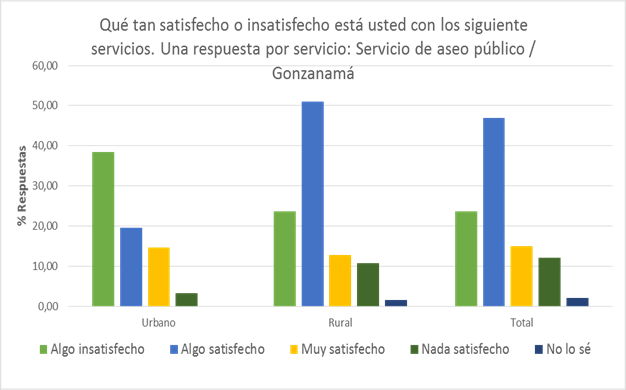 Qué tan satisfecho o insatisfecho está usted con los siguiente
servicios. Una respuesta por servicio: Servicio de aseo público /
Gonzanamá
60,00
50,00
40,00
30,00
20,00
10,00
0,00
% Respuestas
Urbano Rural Total
Algo insatisfecho Algo satisfecho Muy satisfecho Nada satisfecho No lo sé